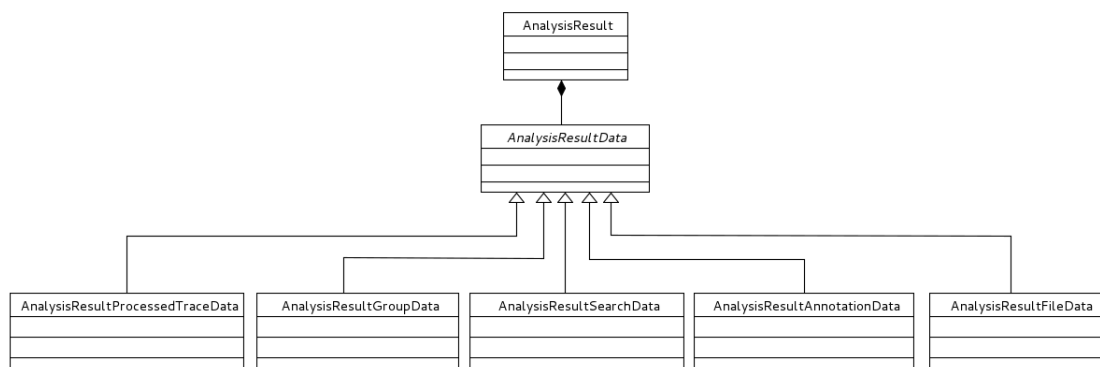 AnalysisResult
AnalysisResultData
AnalysisResultProcessedTraceData
AnalysisResultGroupData
AnalysisResultSearchData
AnalysisResultAnnotationData
AnalysisResultFileData